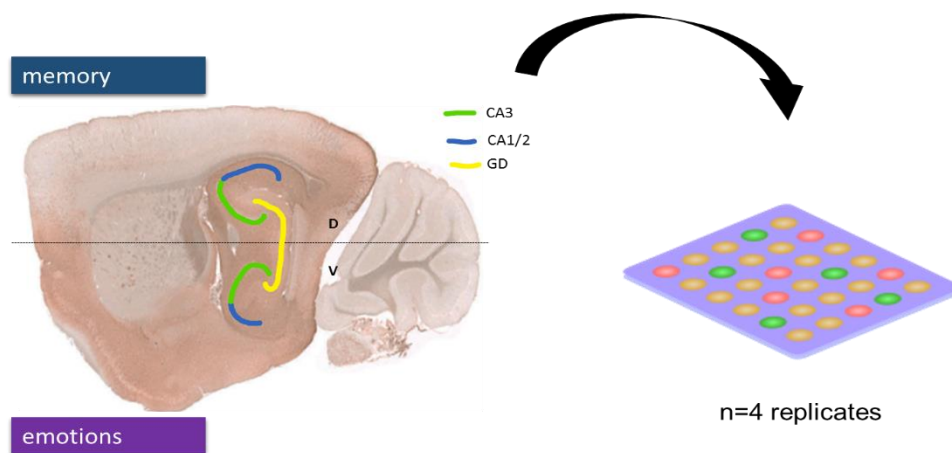 memory
CA3
CA1/2
GD
D
V
n=4 replicates
emotions